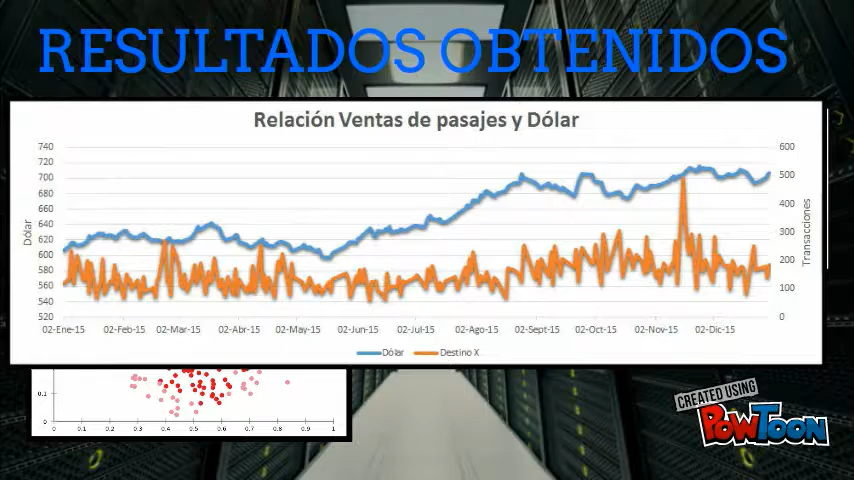 RESULTADOS OBTENIDOS
Relación Ventas de pasajes y Dólar
740
720
700
680
660
640
620
600
580
560
540
520
Dólar
600
500
400
300
200
100
0
Transacciones
02-Ene-15 02-Feb-15 02-Mar-15 02-Abr-15 02-May-15 02-Jun-15 02-Jul-15 02-Ago-15 02-Sept-15 02-Oct-15 02-Nov-15 02-Dic-15
Dólar Destino X
0.1
0
0 0.1 0.2 0.3 0.4 0.5 0.6 0.7 0.8 0.9 1
CREATED USING
POWTOON